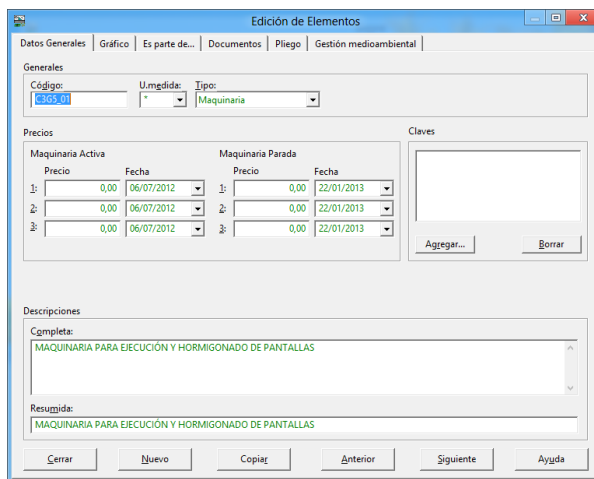 Edición de Elementos
Datos Generales Gráfico Es parte de... Documentos Pliego Gestión medioambiental
Generales
Código: U.medida: Tipo:
C3G5_01 * Maquinaria
Precios Claves
Maquinaria Activa Maquinaria Parada
Precio Fecha Precio Fecha
1: 0,00 06/07/2012 1: 0,00 22/01/2013
2: 0,00 06/07/2012 2: 0,00 22/01/2013
3: 0,00 06/07/2012 3: 0,00 22/01/2013
Agregar... Borrar
Descripciones
Completa:
MAQUINARIA PARA EJECUCIÓN Y HORMIGONADO DE PANTALLAS
Resumida:
MAQUINARIA PARA EJECUCIÓN Y HORMIGONADO DE PANTALLAS
Cerrar Nuevo Copiar Anterior Siguiente Ayuda